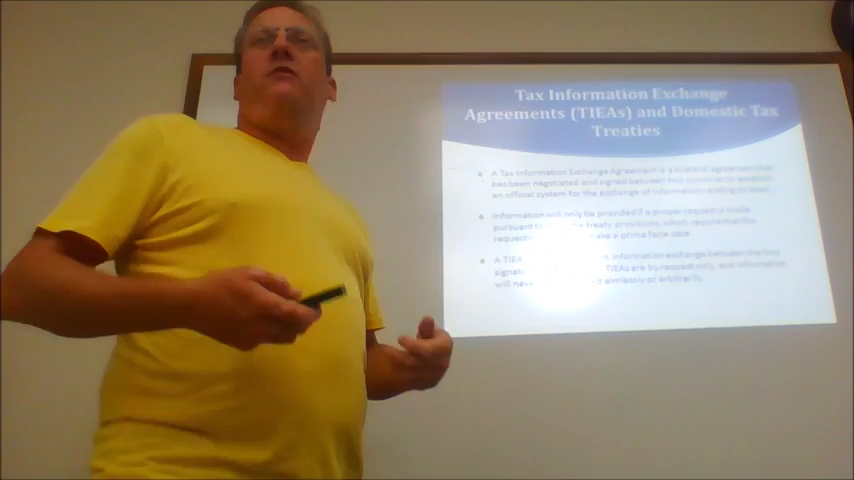 Tax Information Exchange
Agreements (TIEAs) and Domestic Tax
Treaties
A Tax Information Exchange Agreement is a bilateral agreement that
has been negotiated and signed between two countries to establish
an official system for the exchange of information relating to taxes.
Information will only be provided if a proper request is made
pursuant to treaty provisions, which require that the
requesti make a prima facie case.
A TIEA information exchange between the two
signat TIEAs are by request only, and information
will never d aimlessly or arbitrarily.